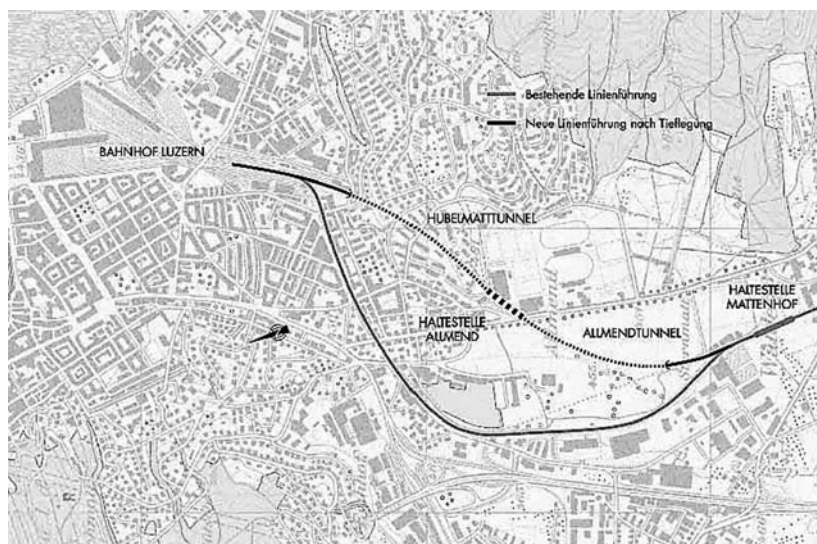 Bestehende Linienführung
Neue Linienführung nach Tieflegung
BAHNHOF LUZERN
HUBELMATTTUNNEL
HALTESTELLE
MATTENHOF
HALTESTELLE
ALLMEND
ALLMENDTUNNEL